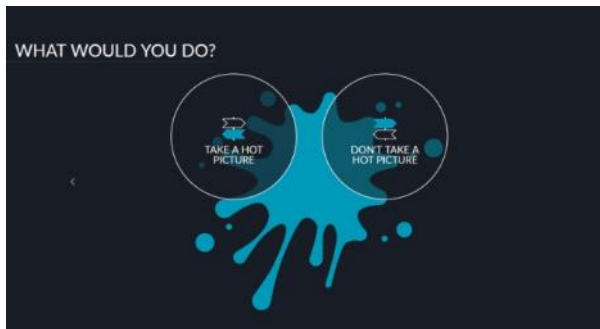 WHAT WOULD YOU DO?
TAKE A HOT
PICTURE
DON'T TAKE A
HOT PICTURE